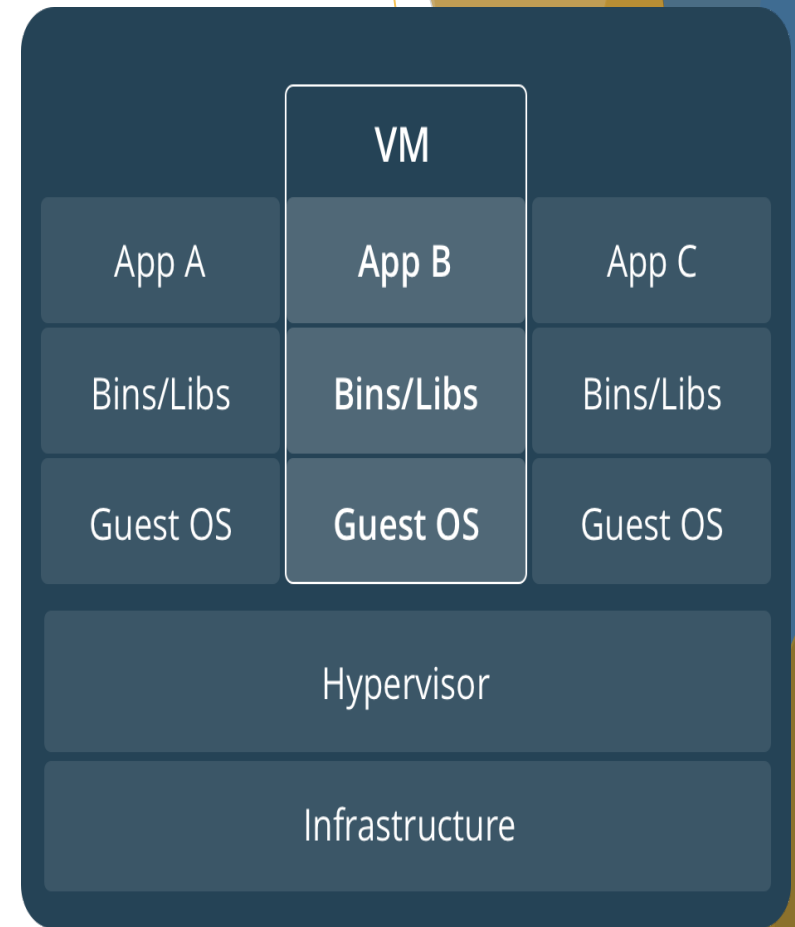 VM
App A
App B
App C
Bins/Libs
Bins/Libs
Bins/Libs
Guest OS
Guest OS
Guest OS
Hypervisor
Infrastructure